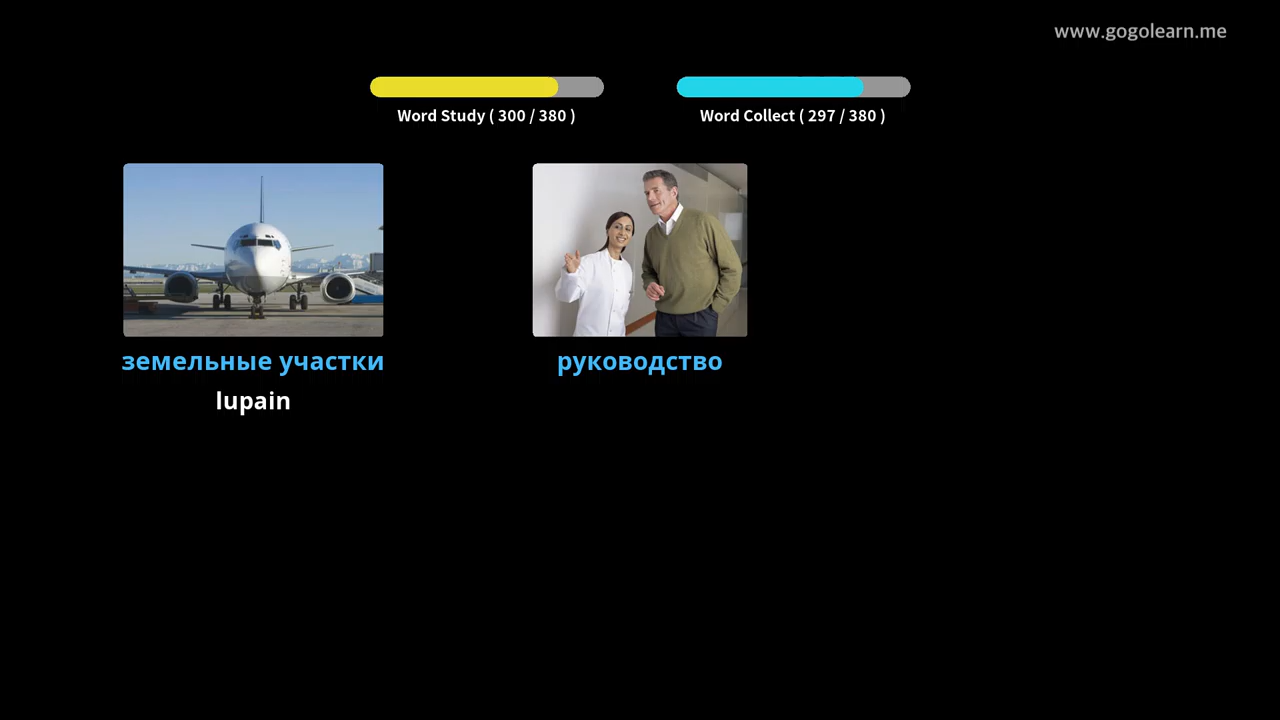 www.gogolearn.me
Word Study ( 300 / 380 )
Word Collect ( 297 / 380 )
земельные участки
руководство
lupain